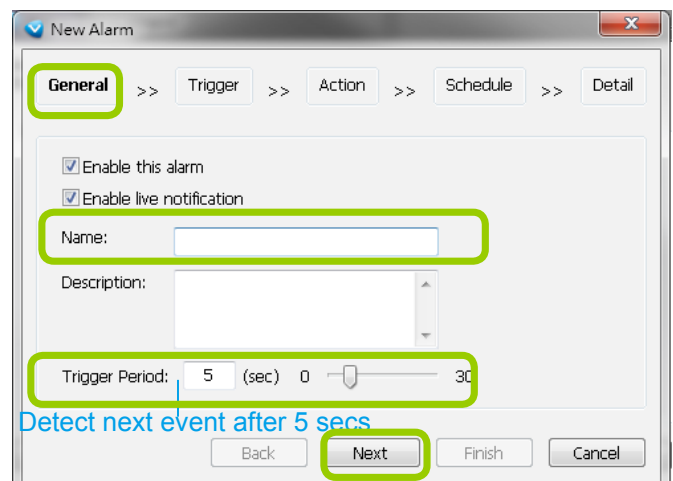 New Alarm
General >> Trigger >> Action >> Schedule >> Detail
Enable this alarm
Enable live notification
Name:
Description:
Trigger Period: 5 (sec) 0 30
Detect next event after 5 secs
Back Next Finish Cancel